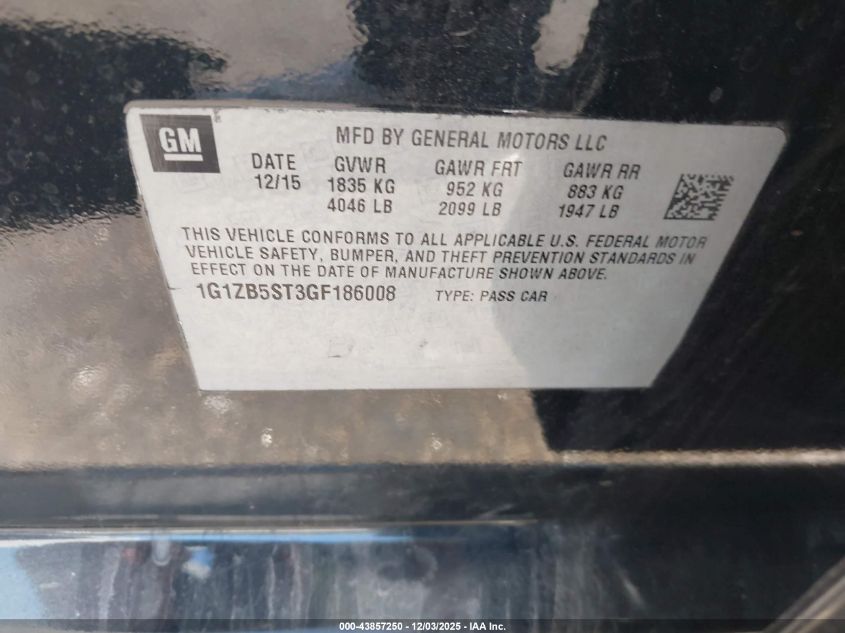 GM
MFD BY GENERAL MOTORS LLC
DATE GVWR GAWR FRT GAWR RR
12/15 1835 KG 952 KG 883 KG
4046 LB 2099 LB 1947 LB
THIS VEHICLE CONFORMS TO ALL APPLICABLE U.S. FEDERAL MOTOR
VEHICLE SAFETY, BUMPER, AND THEFT PREVENTION STANDARDS IN
EFFECT ON THE DATE OF MANUFACTURE SHOWN ABOVE.
1G1ZB5ST3GF186008 TYPE: PASS CAR
000-43857250 - 12/03/2025 - IAA Inc.